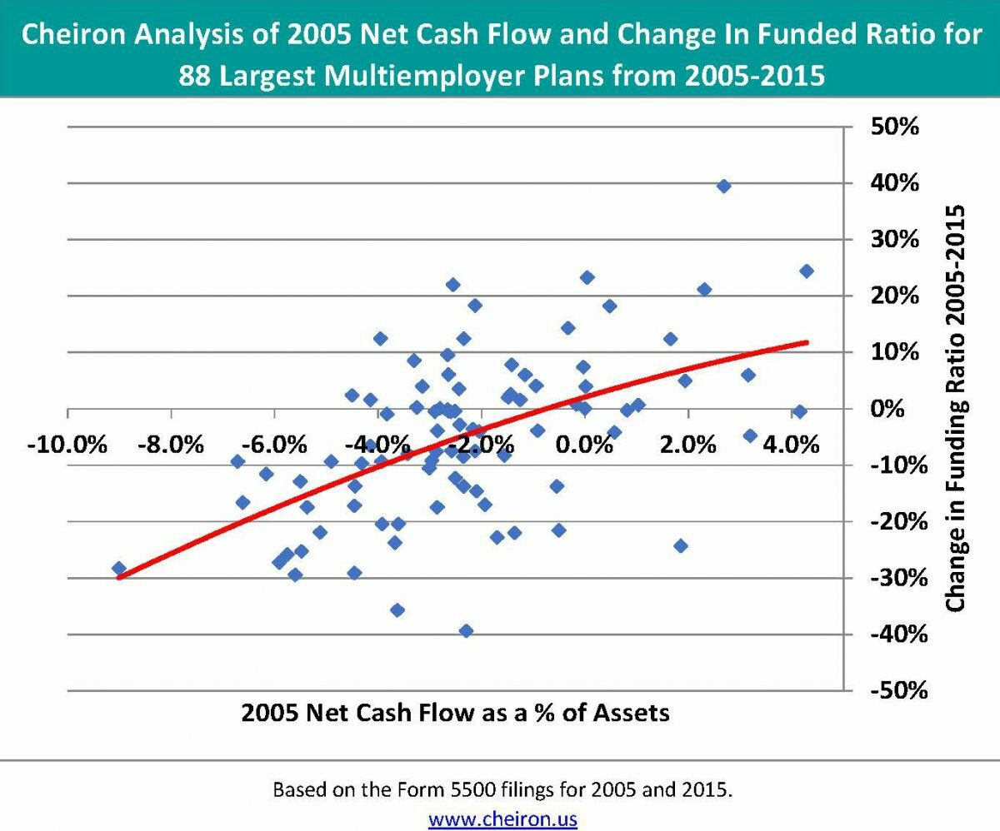 Cheiron Analysis of 2005 Net Cash Flow and Change In Funded Ratio for
88 Largest Multiemployer Plans from 2005-2015
50%
40%
30%
20%
10%
0%
-10.0% -8.0% -6.0% -4.0% -2.0% 0.0% 2.0% 4.0%
-10%
-20%
-30%
-40%
-50%
Change in Funding Ratio 2005-2015
2005 Net Cash Flow as a % of Assets
Based on the Form 5500 filings for 2005 and 2015.
www.cheiron.us